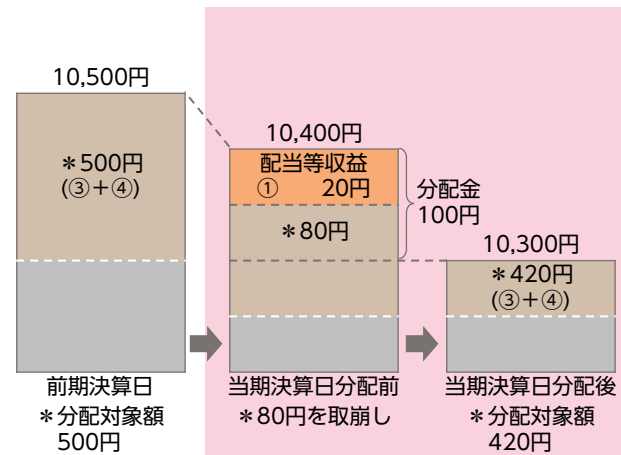 10,500円
＊500円
(③＋④)
10,400円
配当等収益
① 20円
＊80円
分配金
100円
10,300円
＊420円
(③＋④)
前期決算日
＊分配対象額
500円
当期決算日分配前
＊80円を取崩し
当期決算日分配後
＊分配対象額
420円